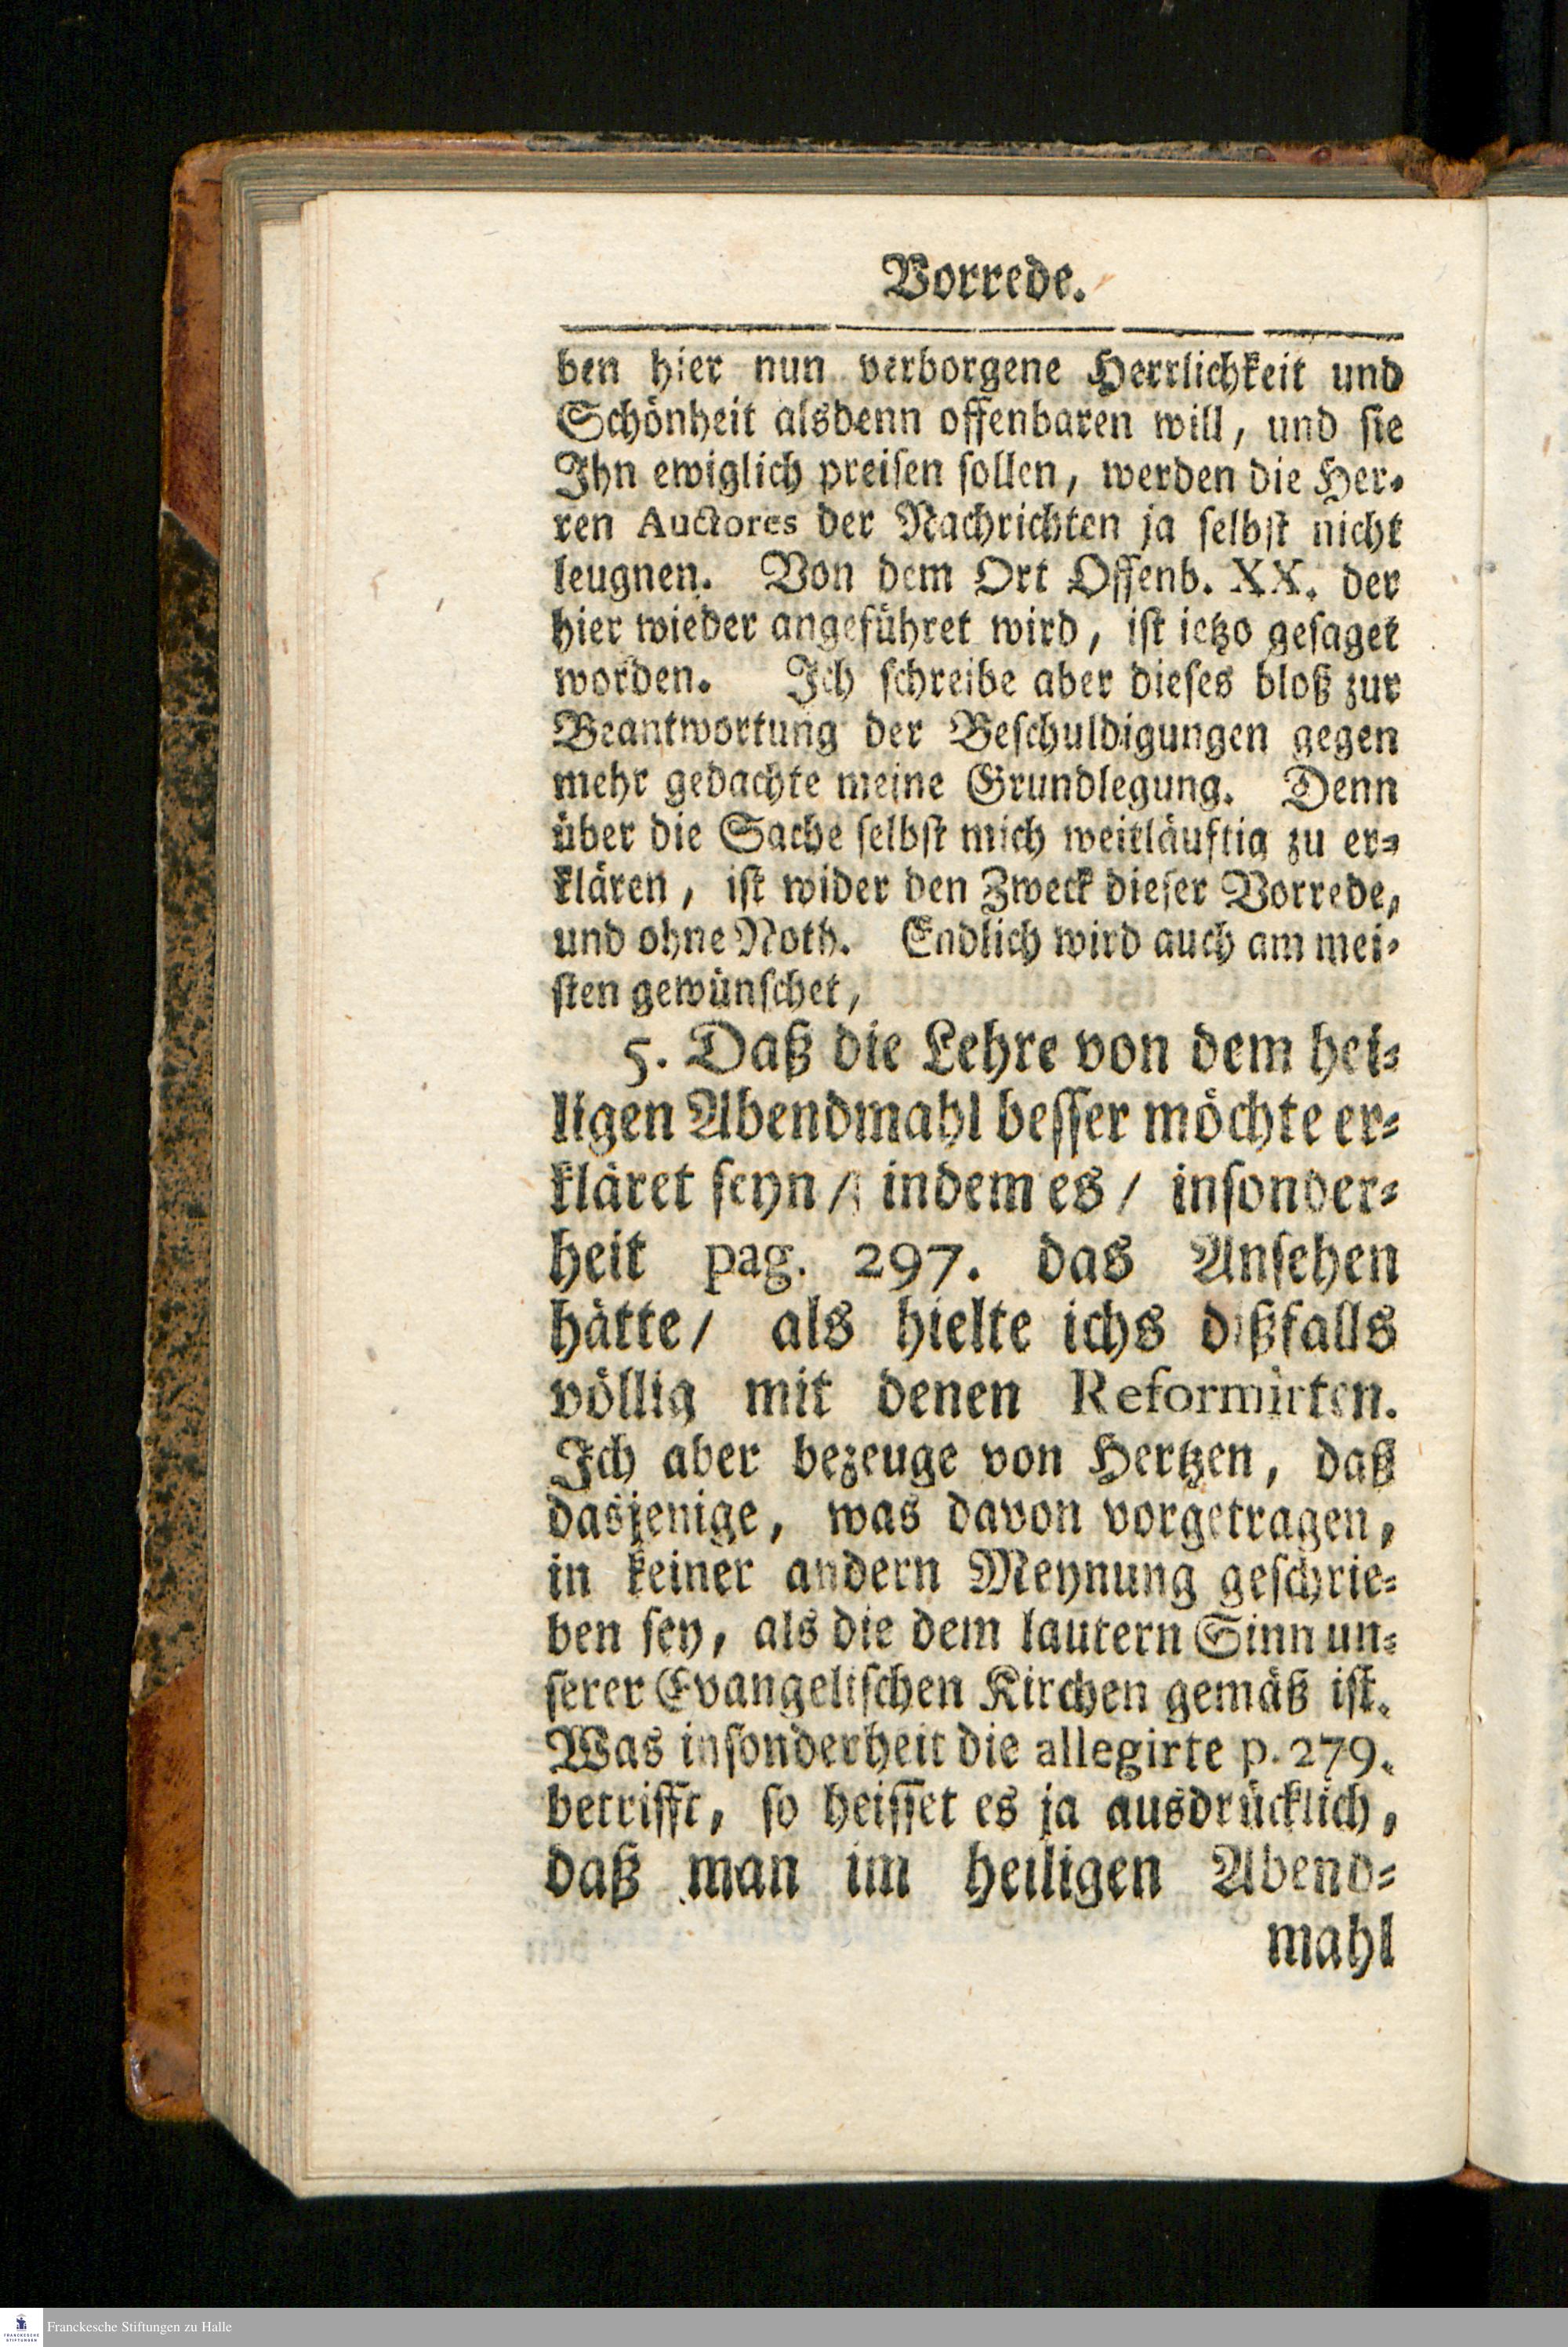 Vorrede.
ben hier nun verborgene Herrlichkeit und
Schönheit alsdenn offenbaren will, und sie
Ihn ewiglich preisen sollen, werden die Her-
ren Auctores der Nachrichten ja selbst nicht
leugnen. Von dem Ort Offenb. XX. der
hier wieder angeführet wird, ist ietzo gesaget
worden. Ich schreibe aber dieses bloß zur
Beantwortung der Beschuldigungen gegen
mehr gedachte meine Grundlegung. Denn
über die Sache selbst mich weitläuftig zu er-
klären, ist wider den Zweck dieser Vorrede,
und ohne Noth. Endlich wird auch am mei-
sten gewünschet,
5. Daß die Lehre von dem hei-
ligen Abendmahl besser möchte er-
kläret seyn / indem es / insonder-
heit pag. 297. das Ansehen
hätte / als hielte ichs dißfalls
völlig mit denen Reformirten.
Ich aber bezeuge von Hertzen, daß
dasjenige, was davon vorgetragen,
in keiner andern Meynung geschrie-
ben sey, als die dem lautern Sinn un-
serer Evangelischen Kirchen gemäß ist.
Was insonderheit die allegirte p. 279.
betrifft, so heisset es ja ausdrücklich,
daß man im heiligen Abend-
mahl
Franckesche Stiftungen zu Halle
FRANCKESCHE
STIFTUNGEN